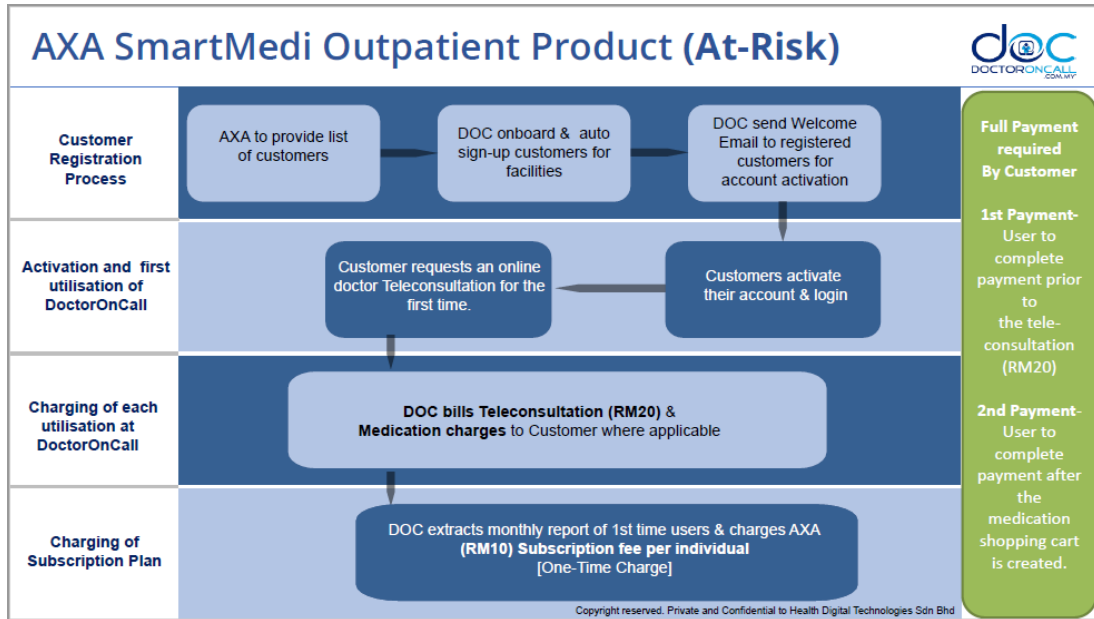 AXA SmartMedi Outpatient Product (At-Risk)
doc
DOCTORONCALL
.COM.MY
Customer
Registration
Process
AXA to provide list
of customers
DOC onboard & auto
sign-up customers for
facilities
DOC send Welcome
Email to registered
customers for
account activation
Activation and first
utilisation of
DoctorOnCall
Customer requests an online
doctor Teleconsultation for the
first time.
Customers activate
their account & login
Charging of each
utilisation at
DoctorOnCall
DOC bills Teleconsultation (RM20) &
Medication charges to Customer where applicable
Charging of
Subscription Plan
DOC extracts monthly report of 1st time users & charges AXA
(RM10) Subscription fee per individual
[One-Time Charge]
Full Payment
required
By Customer
1st Payment-
User to
complete
payment prior
to
the tele-
consultation
(RM20)
2nd Payment-
User to
complete
payment after
the
medication
shopping cart
is created.
Copyright reserved. Private and Confidential to Health Digital Technologies Sdn Bhd